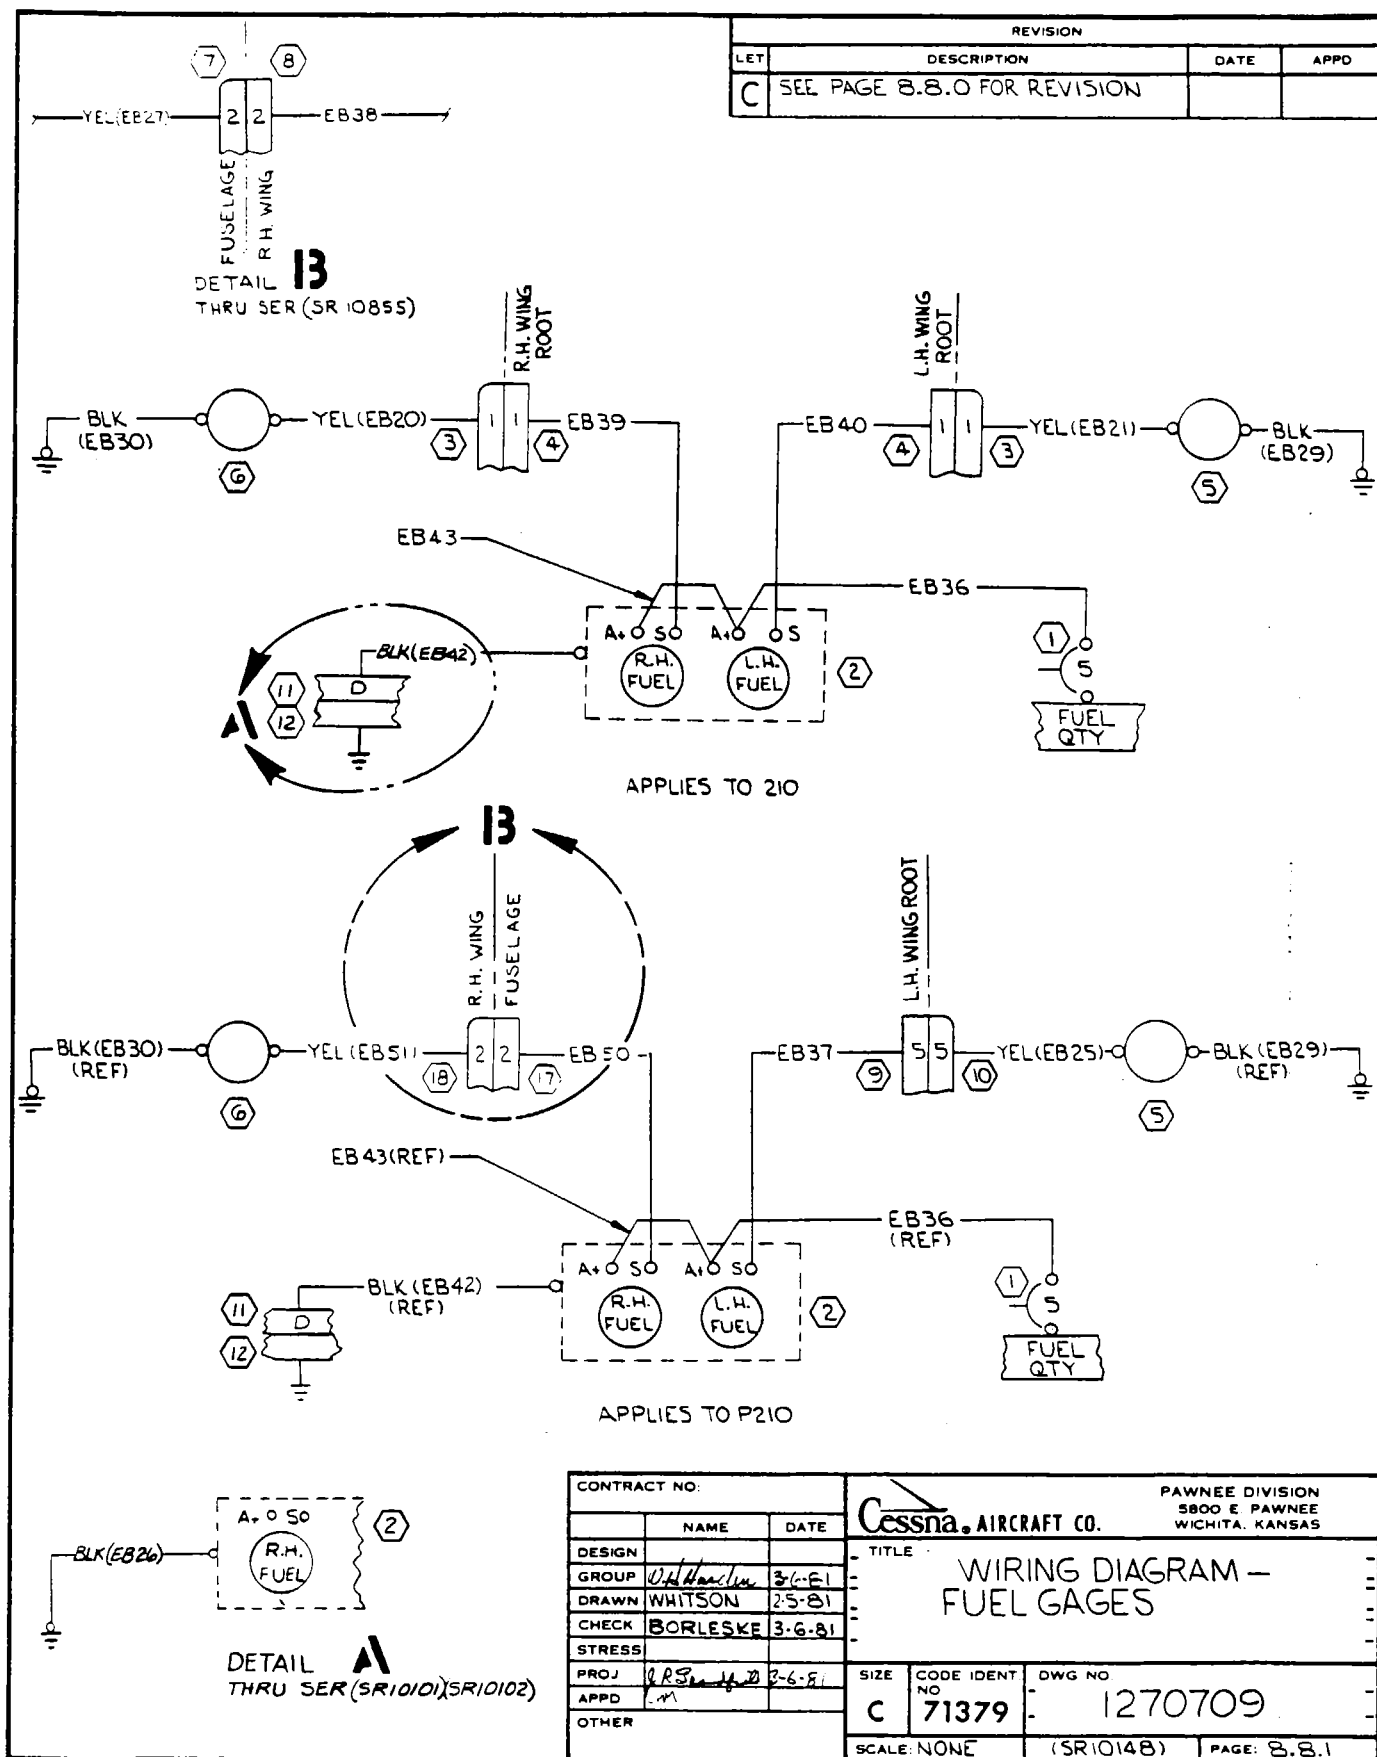 REVISION
LET DESCRIPTION DATE APPD
C SEE PAGE 8.8.0 FOR REVISION
7 8
YEL(EB27) 2 2 EB38
FUSELAGE
R H. WING
DETAIL B
THRU SER (SR 10855)
R.H. WING
ROOT
L.H. WING
ROOT
BLK
(EB30)
YEL(EB20) 1 1 EB39
3 4
6
EB40 1 1 YEL(EB21)
4 3
BLK
(EB29)
5
EB43
EB36
A+ S A+ S
R.H.
FUEL
L.H.
FUEL
2
1
5
FUEL
QTY
BLK(EB42)
11 D
12
A
APPLIES TO 210
B
R.H. WING
FUSELAGE
L.H. WING ROOT
BLK(EB30)
(REF)
YEL(EB51) 2 2 EB50
18 17
6
EB37 5 5 YEL(EB25)
9 10
BLK(EB29)
(REF)
5
EB43(REF)
EB36
(REF)
A+ S A+ S
R.H.
FUEL
L.H.
FUEL
2
1
5
FUEL
QTY
BLK(EB42)
(REF)
11 D
12
APPLIES TO P210
A+ S
R.H.
FUEL
2
BLK(EB26)
DETAIL A
THRU SER (SR10101)(SR10102)
CONTRACT NO:
NAME DATE
DESIGN
GROUP 3-6-81
DRAWN WHITSON 2-5-81
CHECK BORLESKE 3-6-81
STRESS
PROJ 3-6-81
APPD
OTHER
Cessna. AIRCRAFT CO.
PAWNEE DIVISION
5800 E. PAWNEE
WICHITA, KANSAS
TITLE
WIRING DIAGRAM –
FUEL GAGES
SIZE
C
CODE IDENT
NO
71379
DWG NO
1270709
SCALE: NONE (SR10148) PAGE: 8.8.1